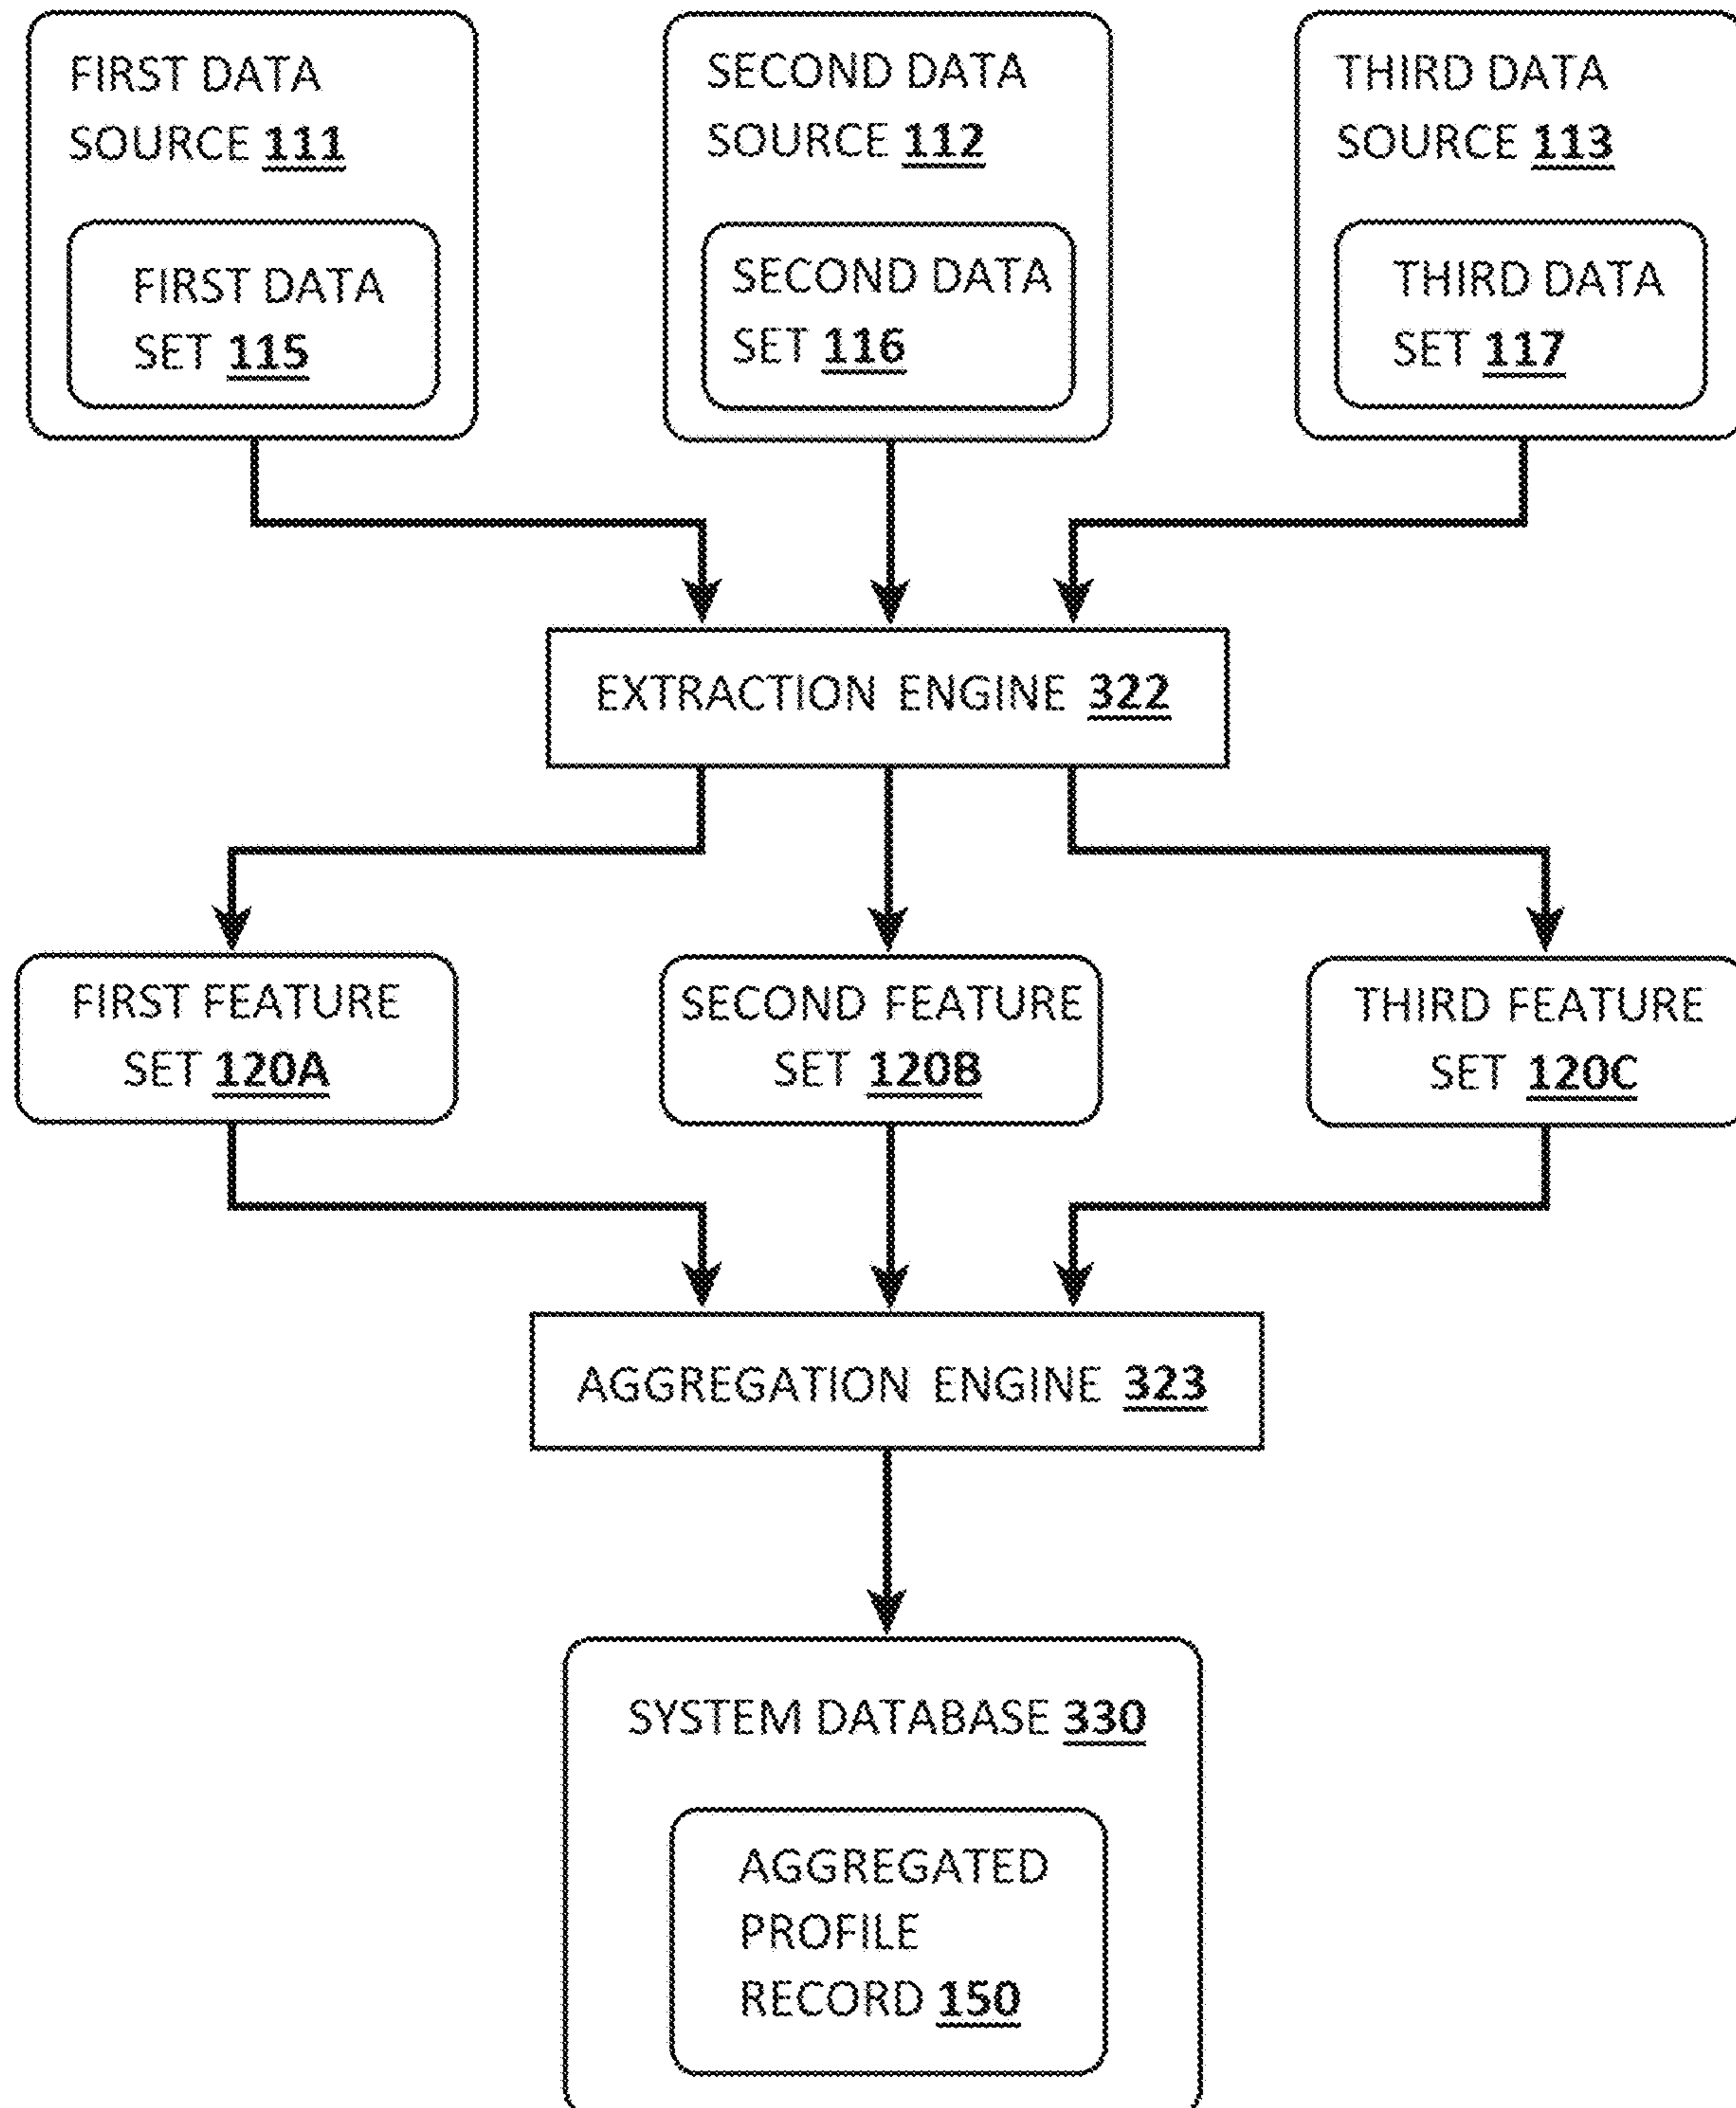 FIRST DATA
SOURCE 111
FIRST DATA
SET 115
SECOND DATA
SOURCE 112
SECOND DATA
SET 116
THIRD DATA
SOURCE 113
THIRD DATA
SET 117
EXTRACTION ENGINE 322
FIRST FEATURE
SET 120A
SECOND FEATURE
SET 120B
THIRD FEATURE
SET 120C
AGGREGATION ENGINE 323
SYSTEM DATABASE 330
AGGREGATED
PROFILE
RECORD 150